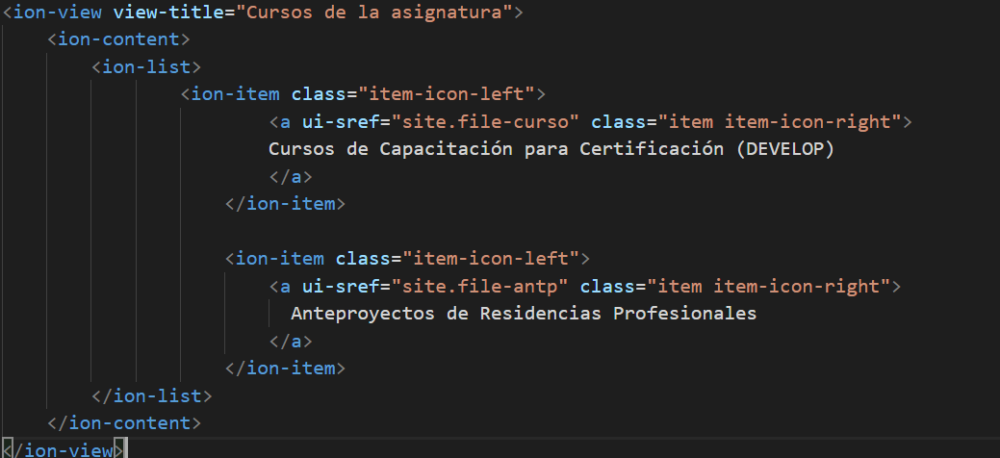 <ion-view view-title="Cursos de la asignatura">
<ion-content>
<ion-list>
<ion-item class="item-icon-left">
<a ui-sref="site.file-curso" class="item item-icon-right">
Cursos de Capacitación para Certificación (DEVELOP)
</a>
</ion-item>
<ion-item class="item-icon-left">
<a ui-sref="site.file-antp" class="item item-icon-right">
Anteproyectos de Residencias Profesionales
</a>
</ion-item>
</ion-list>
</ion-content>
</ion-view>